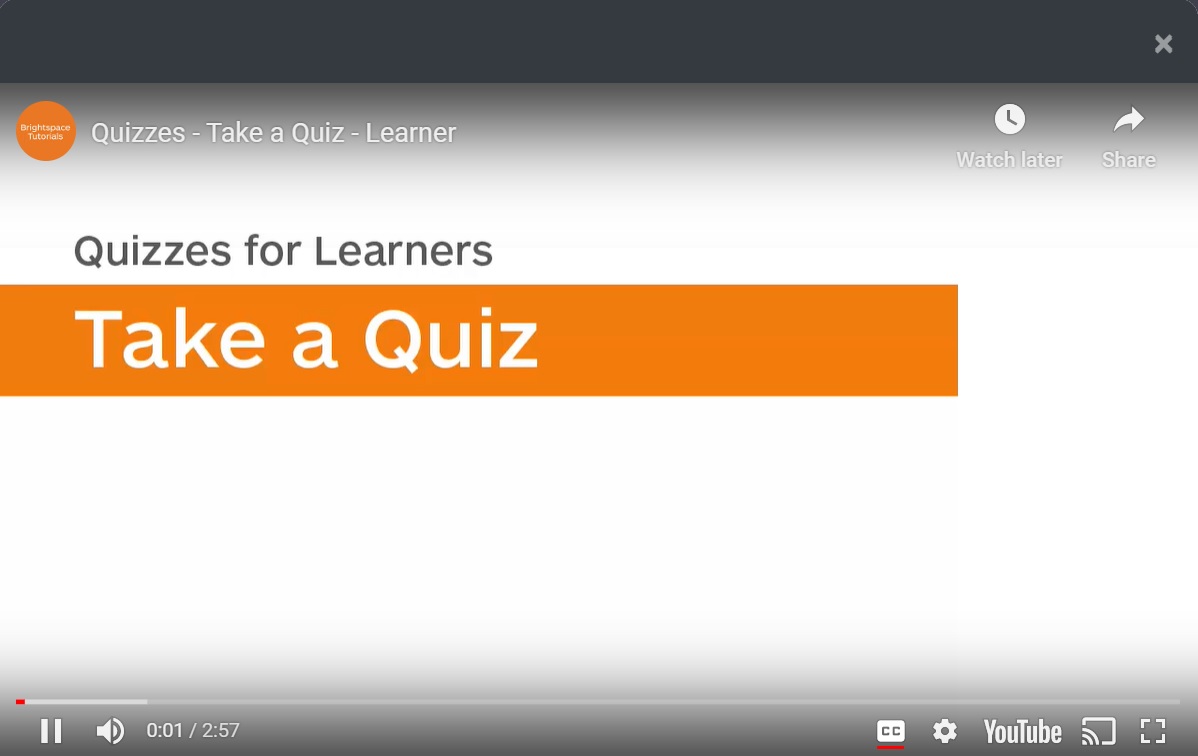 Brightspace
Tutorials
Quizzes - Take a Quiz - Learner
Watch later
Share
Quizzes for Learners
Take a Quiz
0:01 / 2:57
CC
YouTube